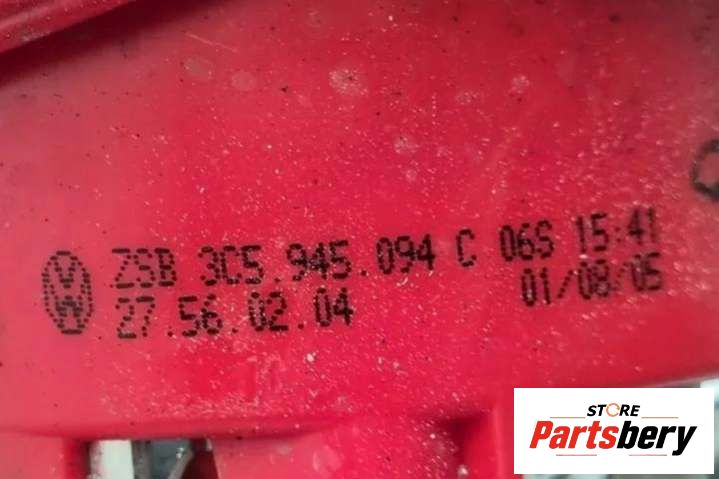 ZSB 3C5.945.094 C 06S 15:41
27.56.02.04 01/08/05
STORE
Partsbery